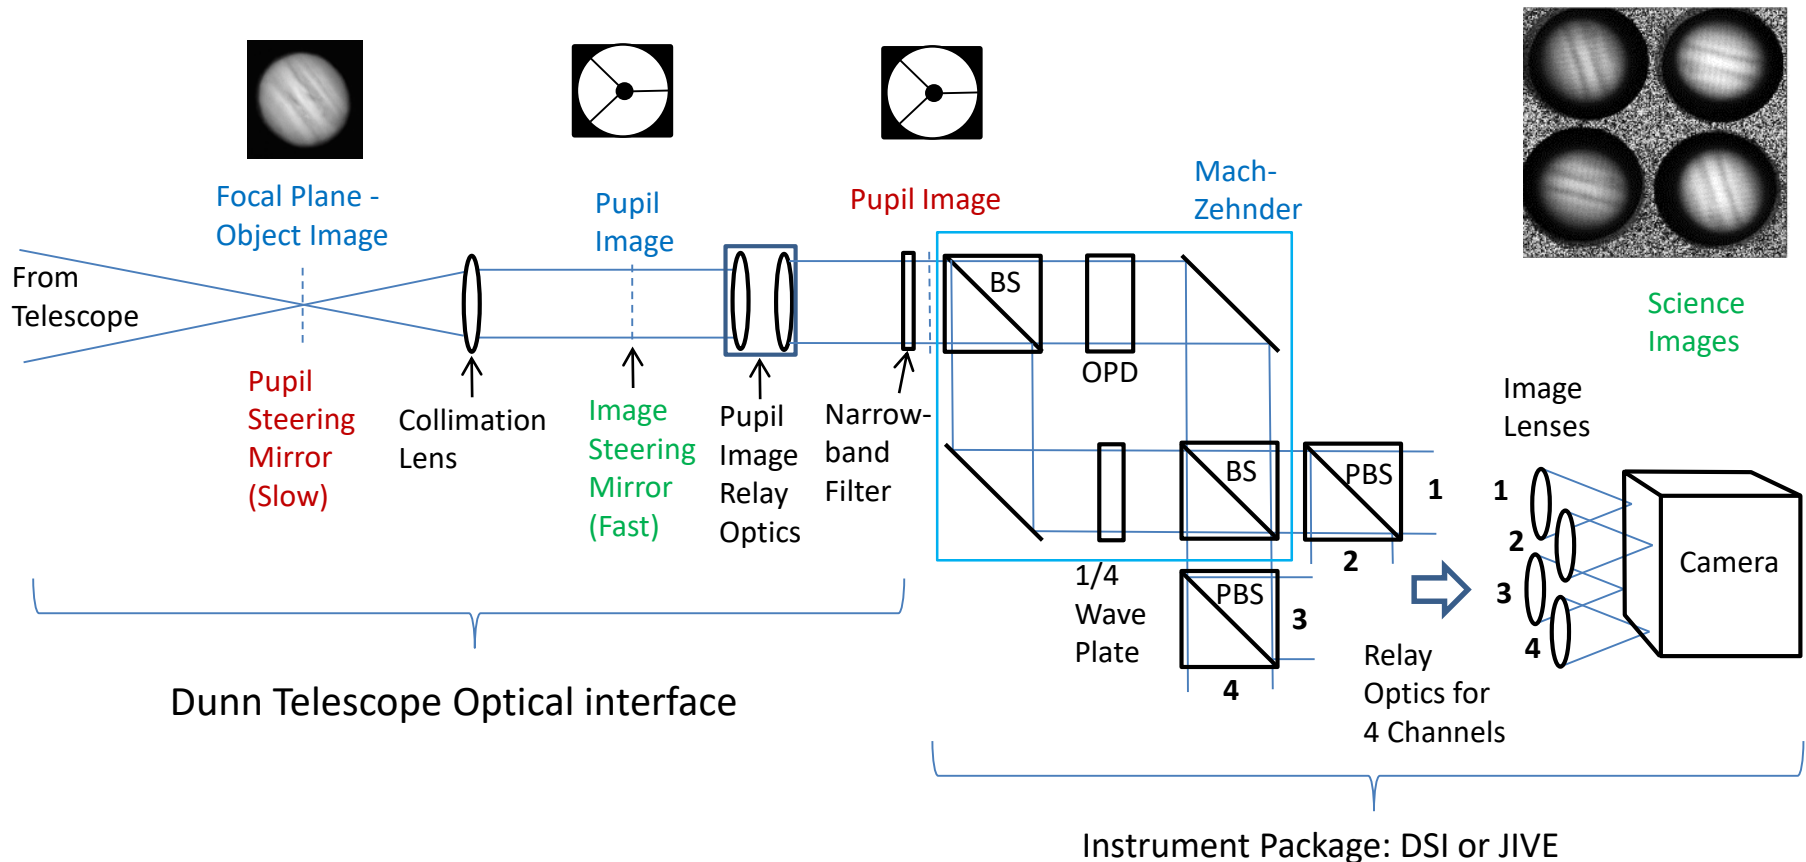 Focal Plane -
Object Image
Pupil
Image
Pupil Image
Mach-
Zehnder
From
Telescope
BS
OPD
Science
Images
Pupil
Steering
Mirror
(Slow)
Collimation
Lens
Image
Steering
Mirror
(Fast)
Pupil
Image
Relay
Optics
Narrow-
band
Filter
BS
PBS
1
2
1/4
Wave
Plate
PBS
3
4
Image
Lenses
1
2
3
4
Camera
Relay
Optics for
4 Channels
Dunn Telescope Optical interface
Instrument Package: DSI or JIVE